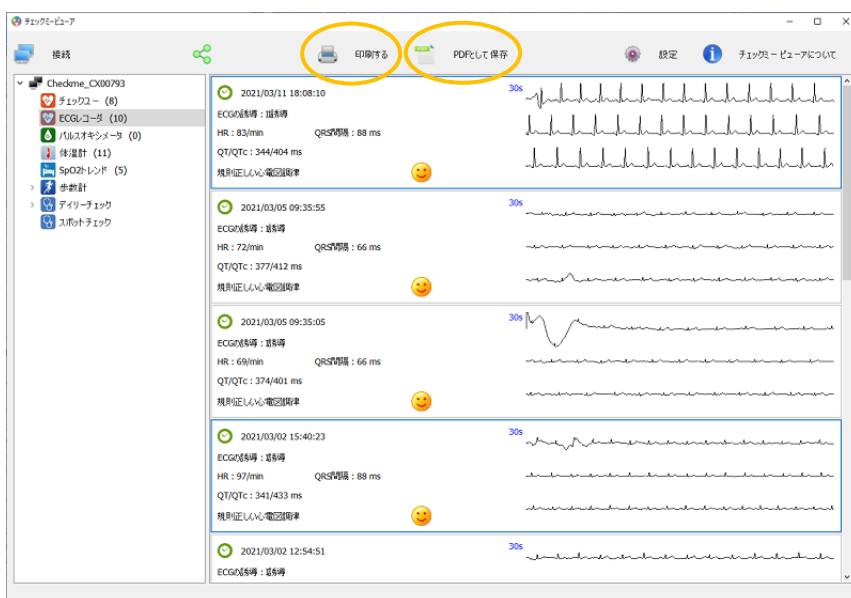 チェックミービューア
接続
印刷する
PDFとして保存
設定
チェックミービューアについて
Checkme_CX00793
チェックユー (8)
ECGレコーダ (10)
パルスオキシメータ (0)
体温計 (11)
SpO2トレンド (5)
歩数計
デイリーチェック
スポットチェック
2021/03/11 18:08:10
30s
ECGの誘導：II誘導
HR : 83/min QRS間隔：88 ms
QT/QTc : 344/404 ms
規則正しい心電図調律
2021/03/05 09:35:55
30s
ECGの誘導：I誘導
HR : 72/min QRS間隔：66 ms
QT/QTc : 377/412 ms
規則正しい心電図調律
2021/03/05 09:35:05
30s
ECGの誘導：I誘導
HR : 69/min QRS間隔：66 ms
QT/QTc : 374/401 ms
規則正しい心電図調律
2021/03/02 15:40:23
30s
ECGの誘導：I誘導
HR : 97/min QRS間隔：88 ms
QT/QTc : 341/433 ms
規則正しい心電図調律
2021/03/02 12:54:51
30s
ECGの誘導：I誘導